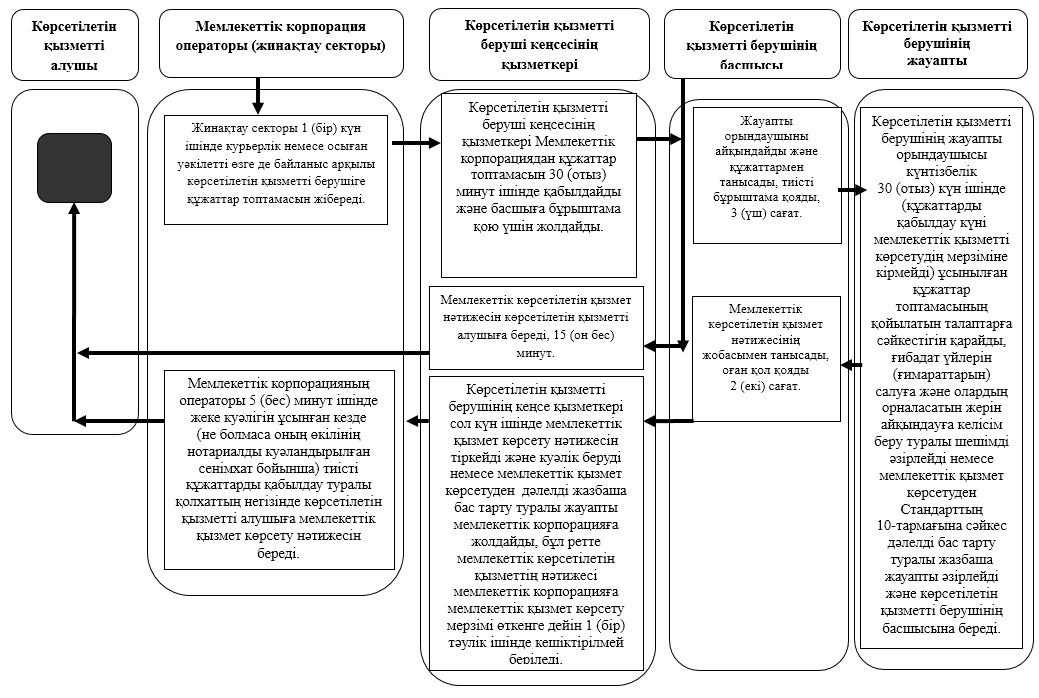 Көрсетілетін
қызметті
алушы
Мемлекеттік корпорация
операторы (жинақтау секторы)
Көрсетілетін қызметті
беруші кеңсесінің
қызметкері
Көрсетілетін
қызметті берушінің
басшысы
Көрсетілетін қызметті
берушінің
жауапты
Жинақтау секторы 1 (бір) күн
ішінде курьерлік немесе осыған
уәкілетті өзге де байланыс арқылы
көрсетілетін қызметті берушіге
құжаттар топтамасын жібереді.
Көрсетілетін қызметті
беруші кеңсесінің
қызметкері Мемлекеттік
корпорациядан құжаттар
топтамасын 30 (отыз)
минут ішінде қабылдайды
және басшыға бұрыштама
қою үшін жолдайды.
Жауапты
орындаушыны
айқындайды және
құжаттармен
танысады, тиісті
бұрыштама қояды,
3 (үш) сағат.
Көрсетілетін қызметті
берушінің жауапты
орындаушысы
күнтізбелік
30 (отыз) күн ішінде
(құжаттарды
қабылдау күні
мемлекеттік қызметті
көрсетудің мерзіміне
кірмейді) ұсынылған
құжаттар
топтамасының
қойылатын талаптарға
сәйкестігін қарайды,
ғибадат үйлерін
(ғимараттарын)
салуға және олардың
орналасатын жерін
айқындауға келісім
беру туралы шешімді
әзірлейді немесе
мемлекеттік қызмет
көрсетуден
Стандарттың
10-тармағына сәйкес
дәлелді бас тарту
туралы жазбаша
жауапты әзірлейді
және көрсетілетін
қызметті берушінің
басшысына береді.
Мемлекеттік көрсетілетін қызмет
нәтижесін көрсетілетін қызметті
алушыға береді, 15 (он бес)
минут.
Мемлекеттік
көрсетілетін қызмет
нәтижесінің
жобасымен танысады,
оған қол қояды
2 (екі) сағат.
Мемлекеттік корпорацияның
операторы 5 (бес) минут ішінде
жеке куәлігін ұсынған кезде
(не болмаса оның өкілінің
нотариалды куәландырылған
сенімхат бойынша) тиісті
құжаттарды қабылдау туралы
қолхаттың негізінде көрсетілетін
қызметті алушыға мемлекеттік
қызмет көрсету нәтижесін
береді.
Көрсетілетін қызметті
берушінің кеңсе қызметкері
сол күн ішінде мемлекеттік
қызмет көрсету нәтижесін
тіркейді және куәлік беруді
немесе мемлекеттік қызмет
көрсетуден дәлелді жазбаша
бас тарту туралы жауапты
мемлекеттік корпорацияға
жолдайды, бұл ретте
мемлекеттік көрсетілетін
қызметтің нәтижесі
мемлекеттік корпорацияға
мемлекеттік қызмет көрсету
мерзімі өткенге дейін 1 (бір)
тәулік ішінде кешіктірілмей
беріледі.